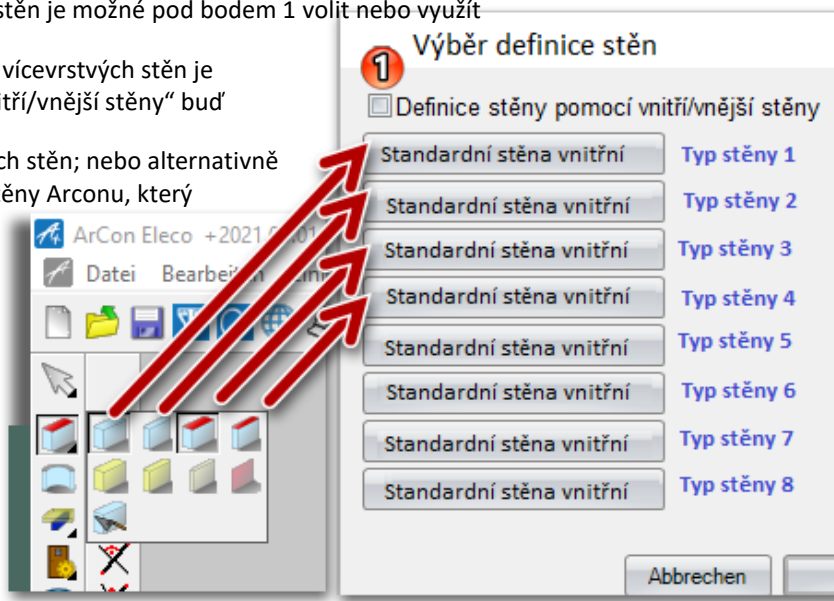 stěn je možné pod bodem 1 volit nebo využít
vícevrstvých stěn je
itří/vnější stěny“ buď
ch stěn; nebo alternativně
těny Arconu, který
1
Výběr definice stěn
Definice stěny pomocí vnitří/vnější stěny
Standardní stěna vnitřní Typ stěny 1
Standardní stěna vnitřní Typ stěny 2
Standardní stěna vnitřní Typ stěny 3
Standardní stěna vnitřní Typ stěny 4
Standardní stěna vnitřní Typ stěny 5
Standardní stěna vnitřní Typ stěny 6
Standardní stěna vnitřní Typ stěny 7
Standardní stěna vnitřní Typ stěny 8
Abbrechen
ArCon Eleco +2021
Datei